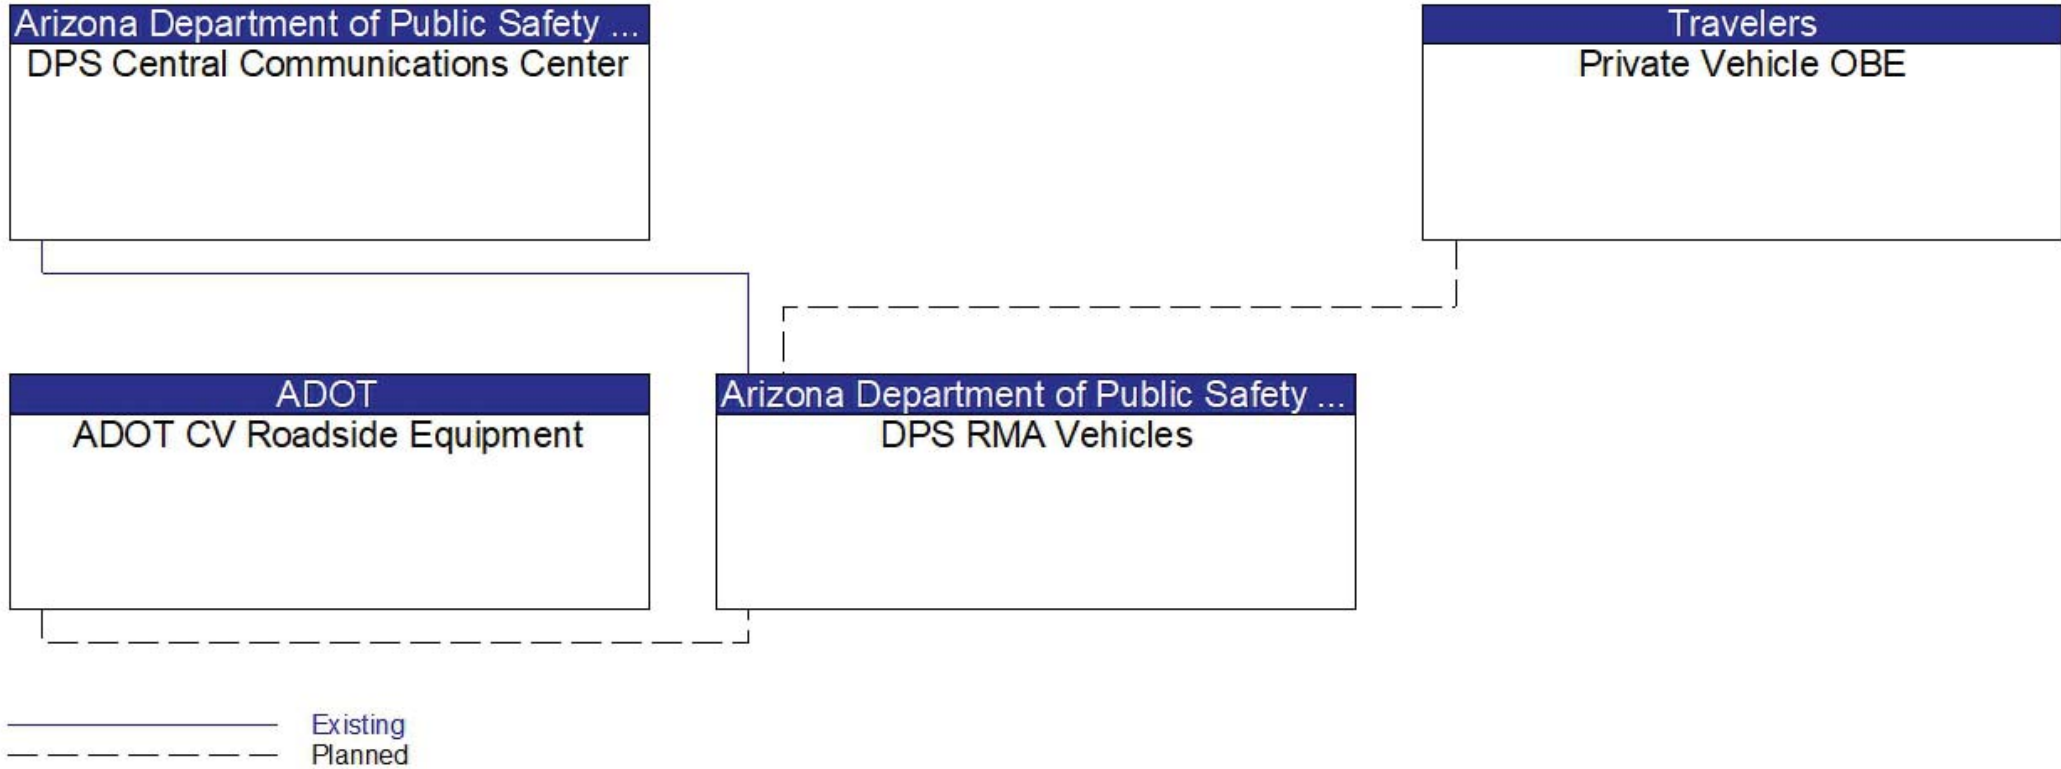 Arizona Department of Public Safety ...
DPS Central Communications Center
Travelers
Private Vehicle OBE
ADOT
ADOT CV Roadside Equipment
Arizona Department of Public Safety ...
DPS RMA Vehicles
Existing
Planned